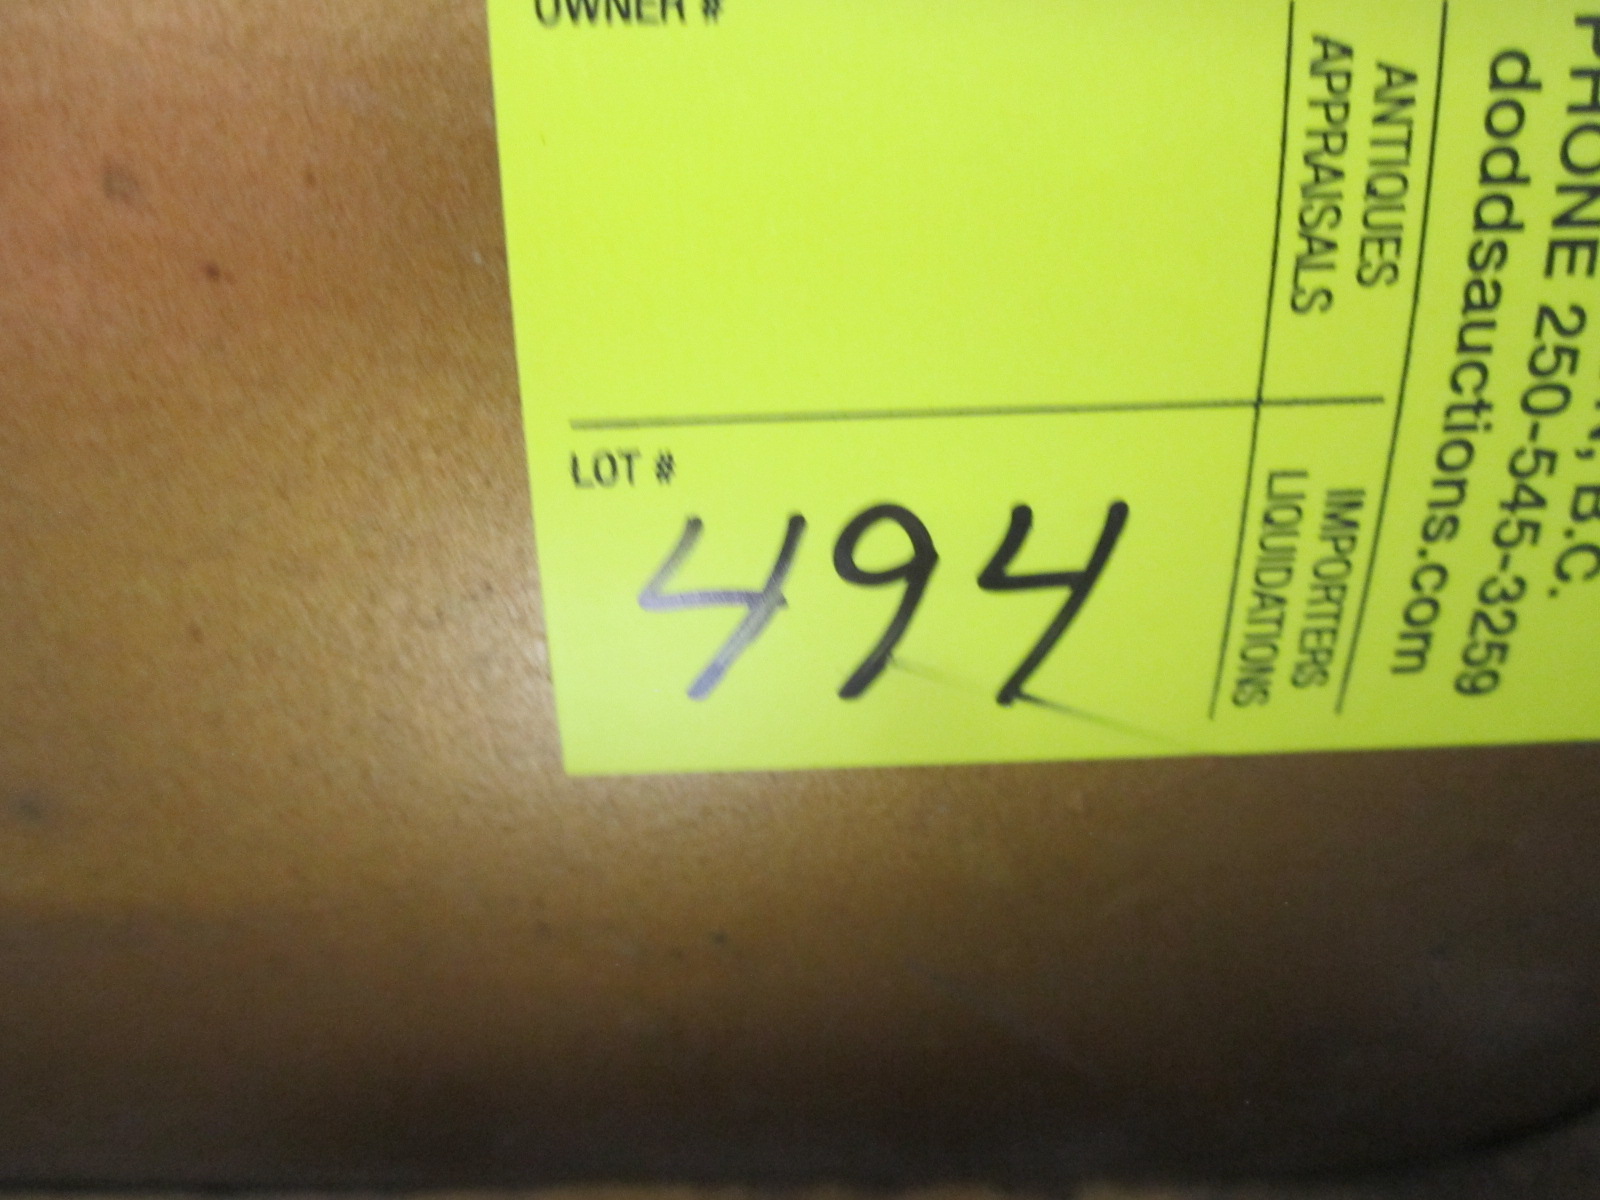 B.C.
PHONE 250-545-3259
doddsauctions.com
ANTIQUES
APPRAISALS
IMPORTERS
LIQUIDATIONS
OWNER #
LOT #
494